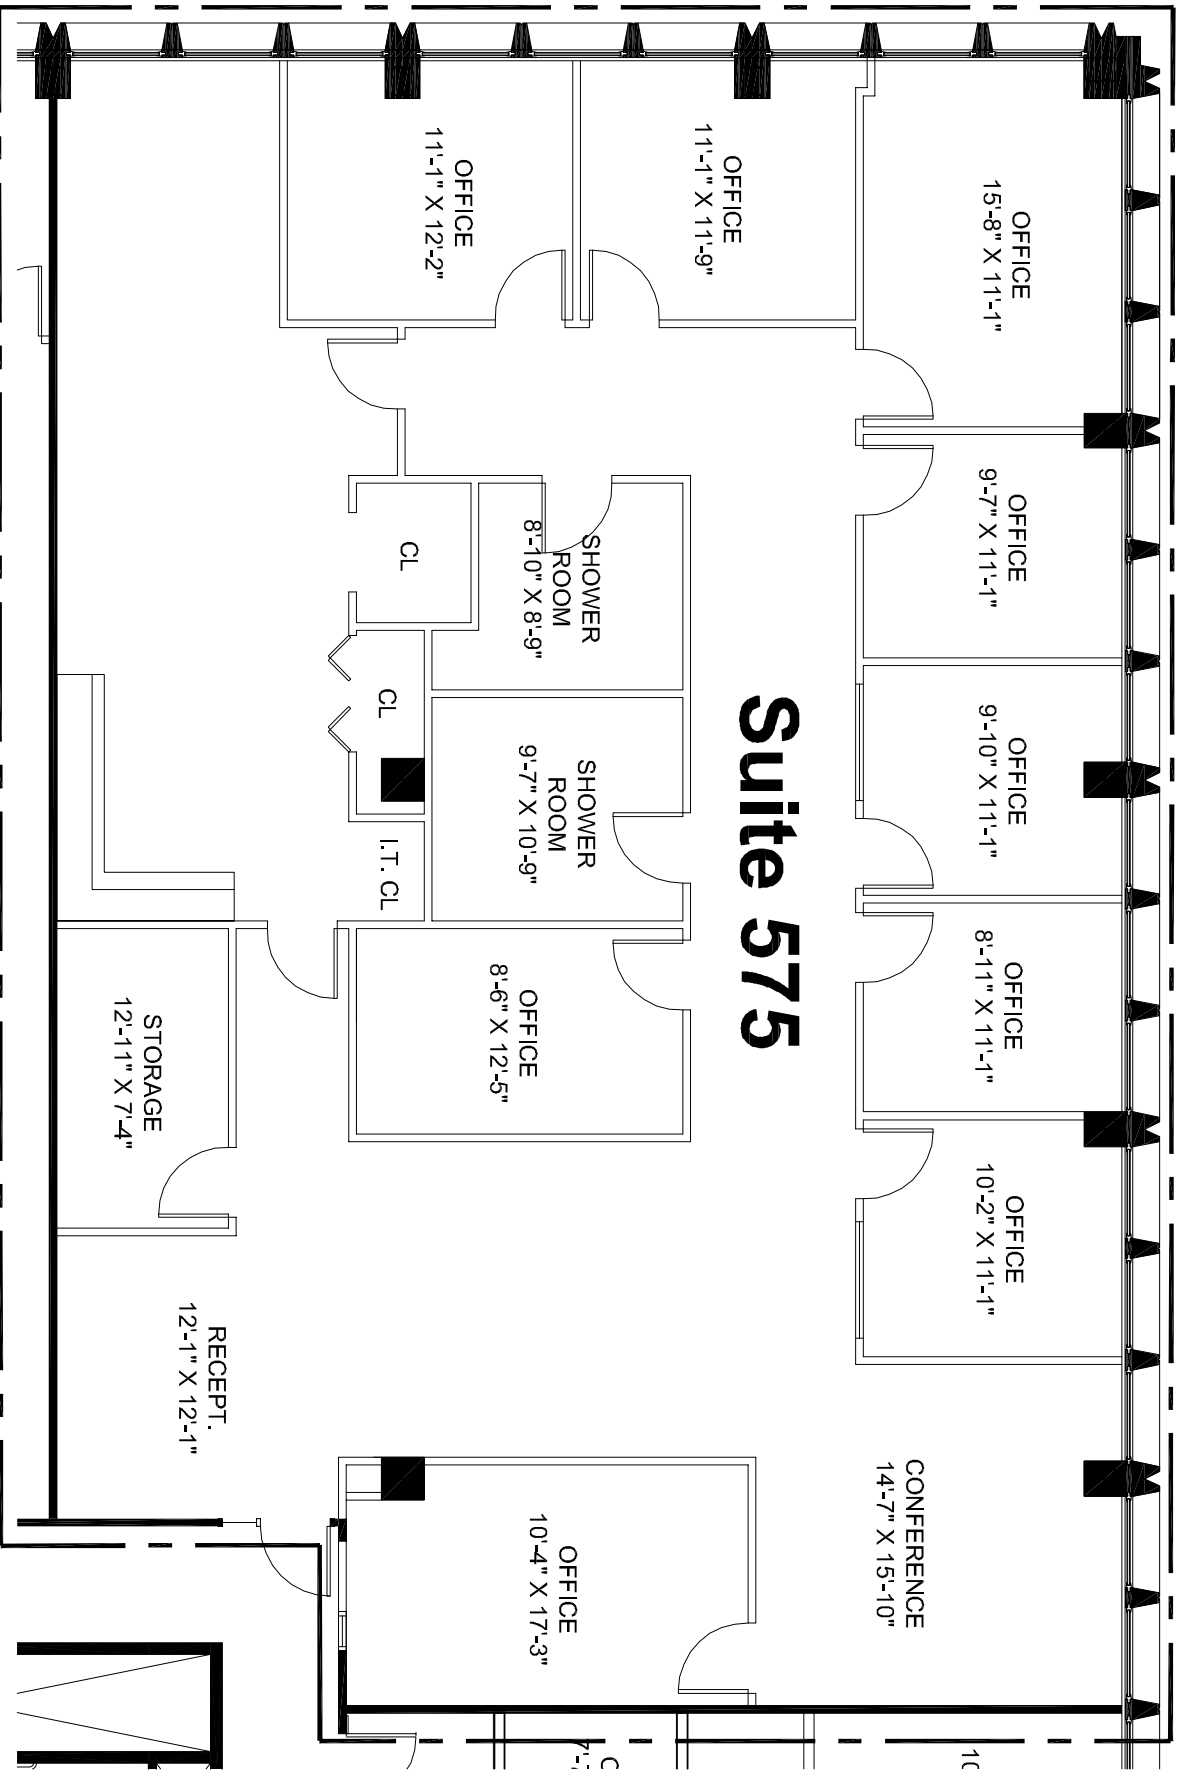 OFFICE
15'-8" X 11'-1"
OFFICE
9'-7" X 11'-1"
OFFICE
9'-10" X 11'-1"
OFFICE
8'-11" X 11'-1"
OFFICE
10'-2" X 11'-1"
CONFERENCE
14'-7" X 15'-10"
OFFICE
11'-1" X 11'-9"
Suite 575
OFFICE
11'-1" X 12'-2"
SHOWER
ROOM
8'-10" X 8'-9"
SHOWER
ROOM
9'-7" X 10'-9"
OFFICE
8'-6" X 12'-5"
OFFICE
10'-4" X 17'-3"
CL
CL
I.T. CL
STORAGE
12'-11" X 7'-4"
RECEPT.
12'-1" X 12'-1"
10